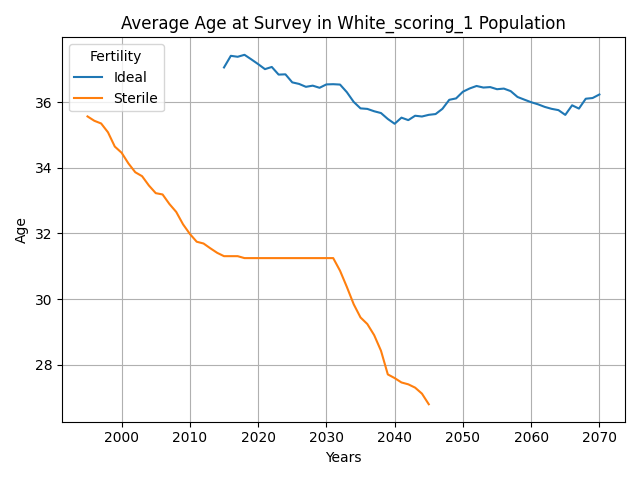 Average Age at Survey in White_scoring_1 Population
Fertility
Ideal
Sterile
Age
36
34
32
30
28
2000 2010 2020 2030 2040 2050 2060 2070
Years